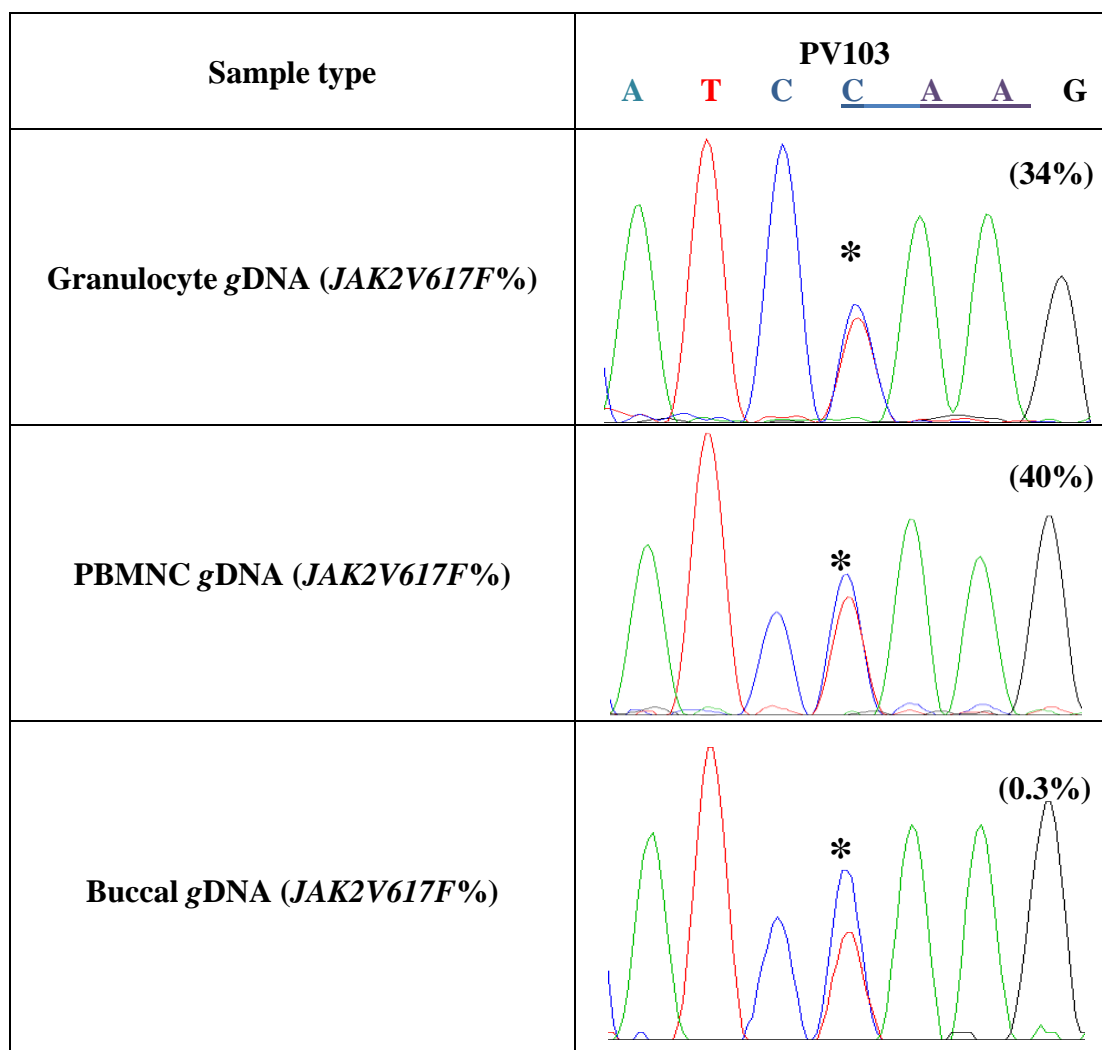 Sample type
PV103
A T C C A A G
Granulocyte gDNA (JAK2V617F%)
(34%)
*
PBMNC gDNA (JAK2V617F%)
(40%)
*
Buccal gDNA (JAK2V617F%)
(0.3%)
*